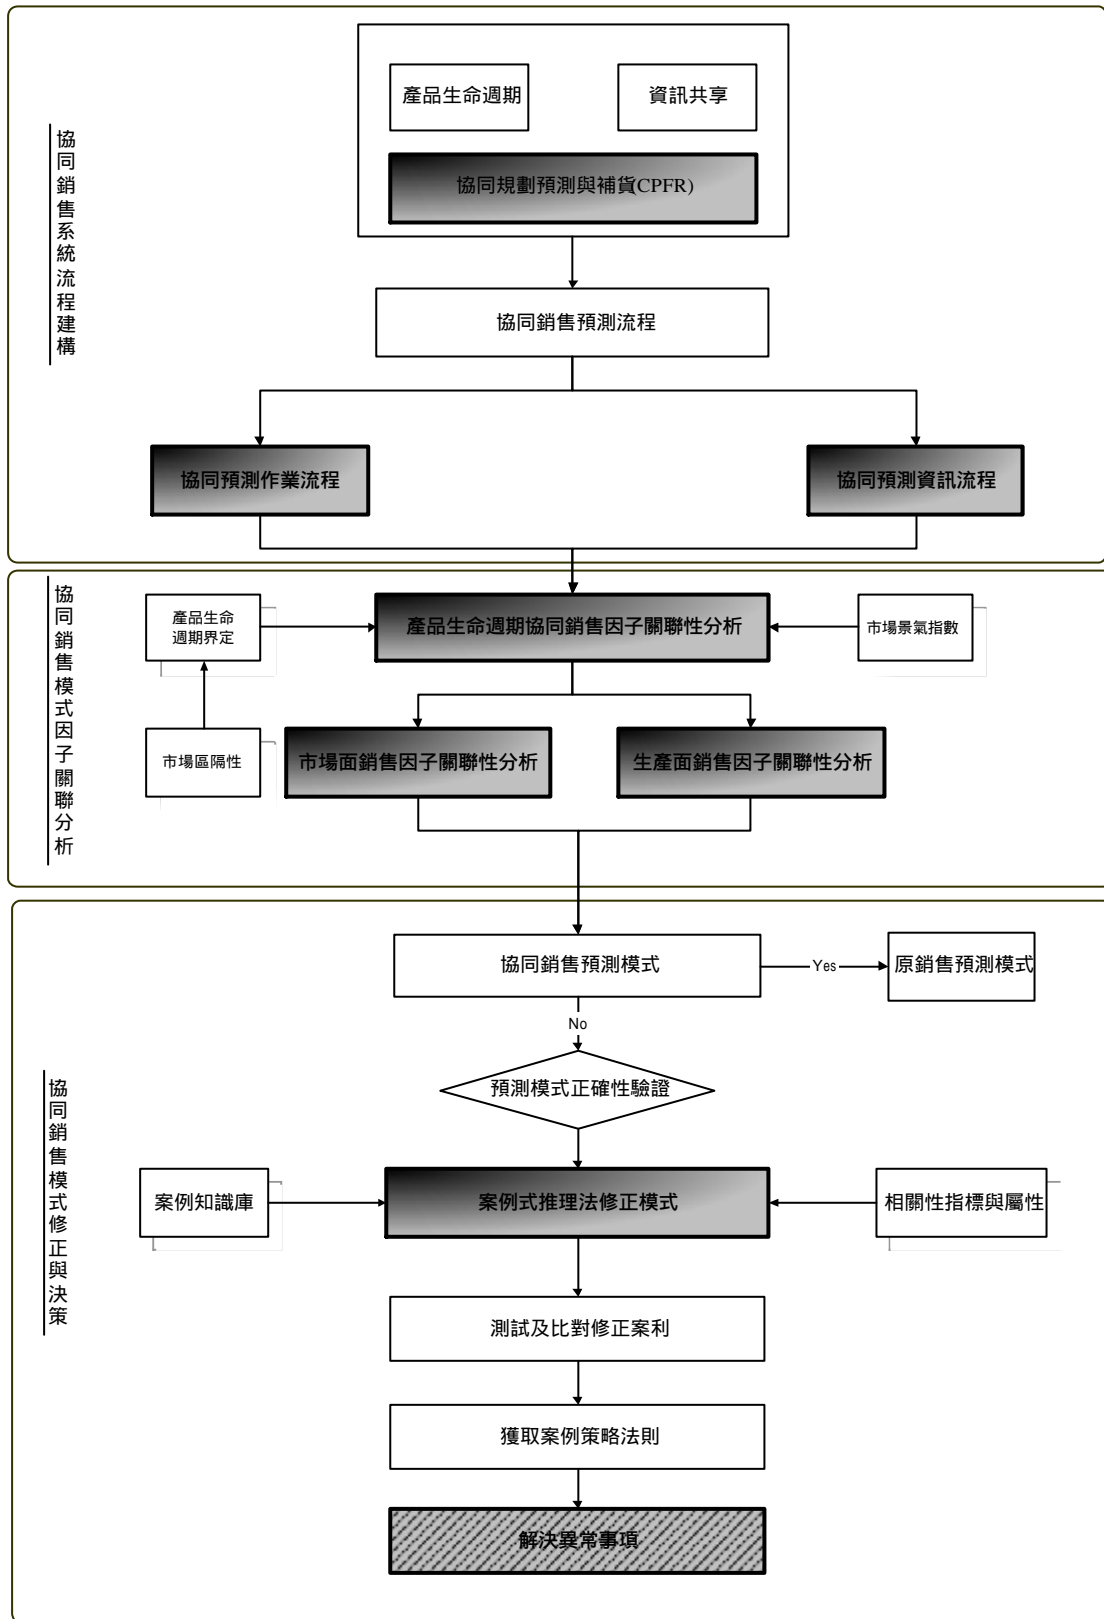 協同銷售系統流程建構
產品生命週期
資訊共享
協同規劃預測與補貨(CPFR)
協同銷售預測流程
協同預測作業流程
協同預測資訊流程
協同銷售模式因子關聯分析
產品生命
週期界定
產品生命週期協同銷售因子關聯性分析
市場景氣指數
市場區隔性
市場面銷售因子關聯性分析
生產面銷售因子關聯性分析
協同銷售模式修正與決策
協同銷售預測模式
Yes
原銷售預測模式
No
預測模式正確性驗證
案例知識庫
案例式推理法修正模式
相關性指標與屬性
測試及比對修正案利
獲取案例策略法則
解決異常事項